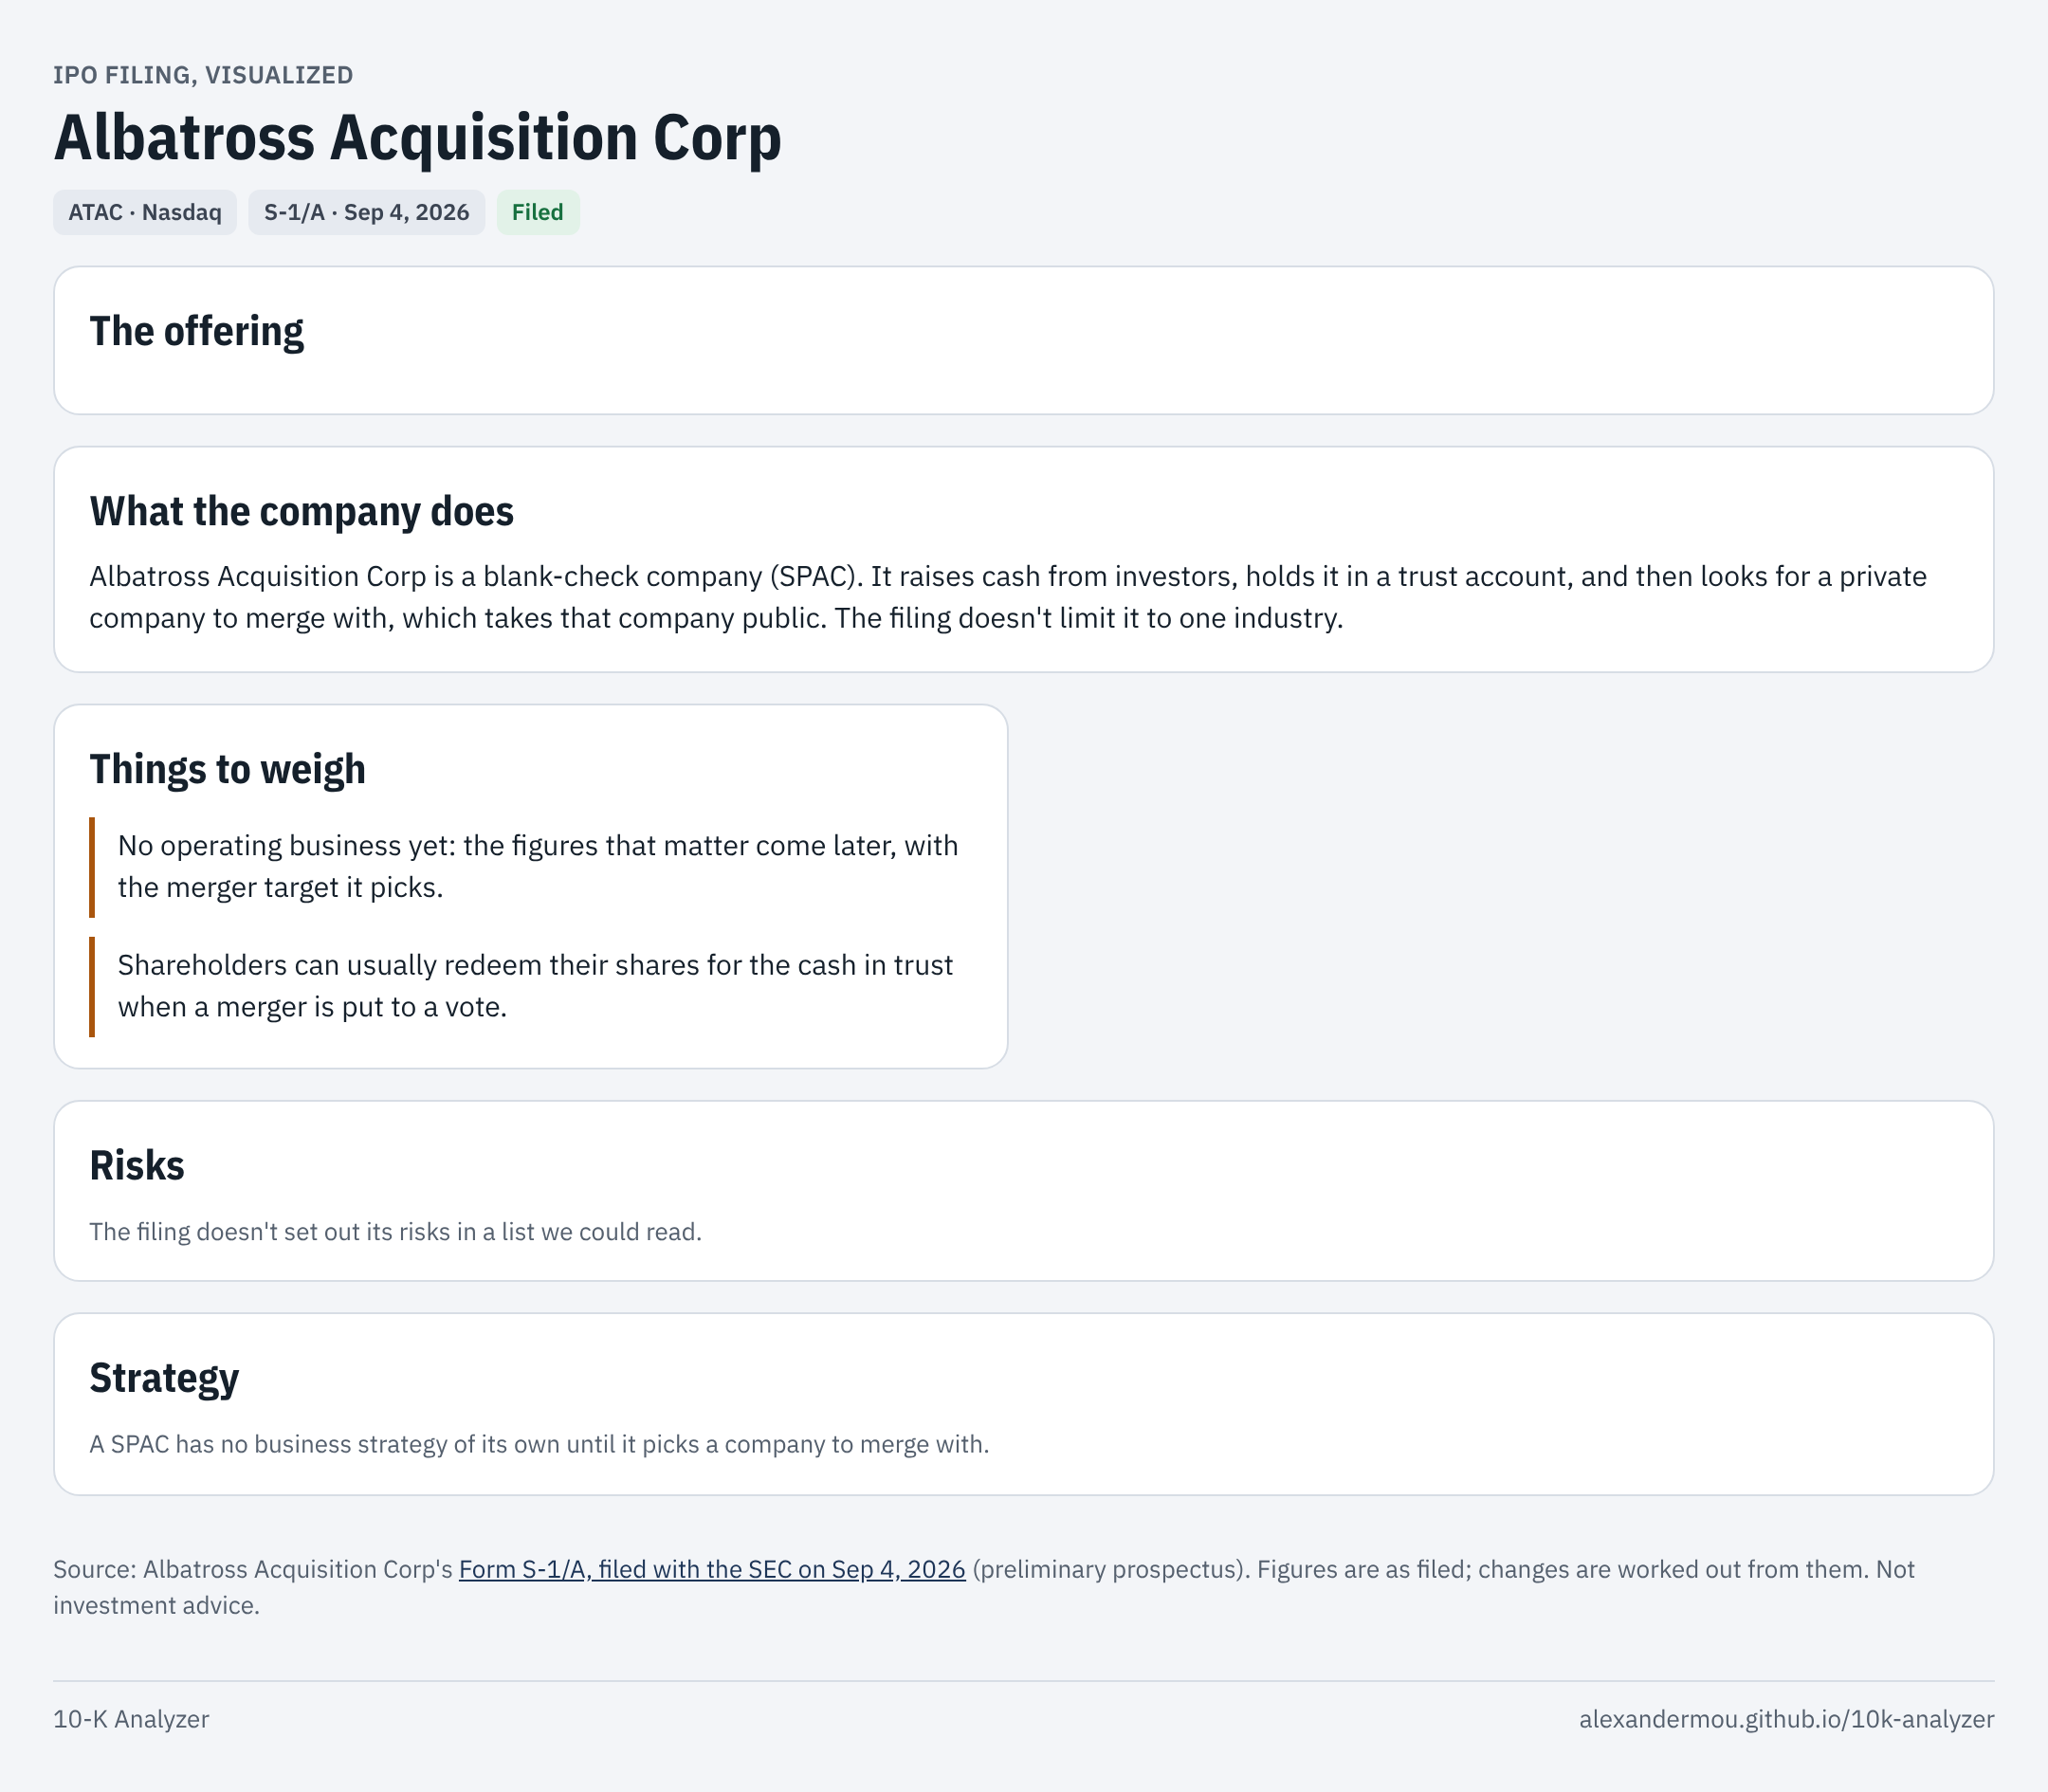 IPO FILING, VISUALIZED
Albatross Acquisition Corp
ATAC · Nasdaq S-1/A · Sep 4, 2026 Filed
The offering
What the company does
Albatross Acquisition Corp is a blank-check company (SPAC). It raises cash from investors, holds it in a trust account, and then looks for a private
company to merge with, which takes that company public. The filing doesn't limit it to one industry.
Things to weigh
No operating business yet: the figures that matter come later, with
the merger target it picks.
Shareholders can usually redeem their shares for the cash in trust
when a merger is put to a vote.
Risks
The filing doesn't set out its risks in a list we could read.
Strategy
A SPAC has no business strategy of its own until it picks a company to merge with.
Source: Albatross Acquisition Corp's Form S-1/A, filed with the SEC on Sep 4, 2026 (preliminary prospectus). Figures are as filed; changes are worked out from them. Not
investment advice.
10-K Analyzer alexandermou.github.io/10k-analyzer